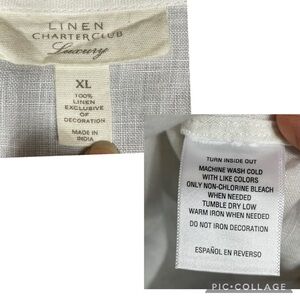 LINEN
CHARTERCLUB
Luxury
XL
100%
LINEN
EXCLUSIVE
OF
DECORATION
MADE IN
INDIA
TURN INSIDE OUT
MACHINE WASH COLD
WITH LIKE COLORS
ONLY NON-CHLORINE BLEACH
WHEN NEEDED
TUMBLE DRY LOW
WARM IRON WHEN NEEDED
DO NOT IRON DECORATION
ESPAÑOL EN REVERSO
PIC•COLLAGE